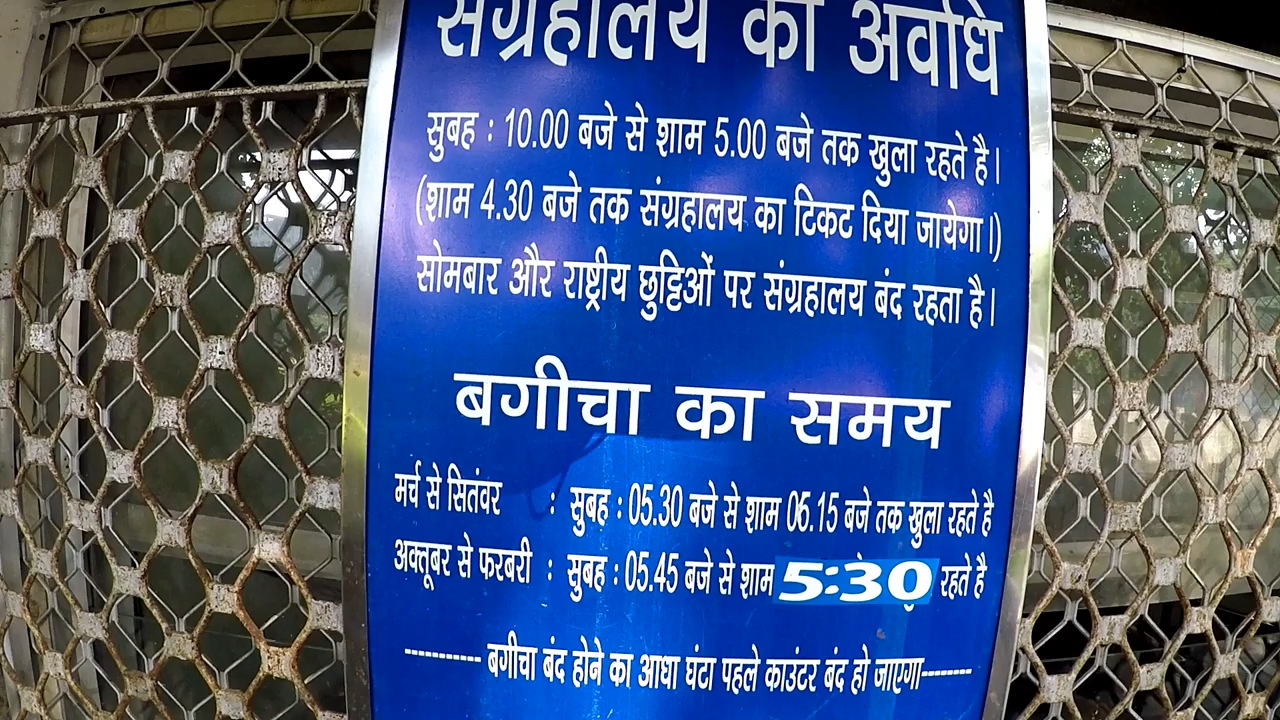 संग्रहालय का अवधि
सुबह : 10.00 बजे से शाम 5.00 बजे तक खुला रहते है।
(शाम 4.30 बजे तक संग्रहालय का टिकट दिया जायेगा।)
सोमबार और राष्ट्रीय छुट्टिओं पर संग्रहालय बंद रहता है।
बगीचा का समय
मर्च से सितंवर : सुबह : 05.30 बजे से शाम 06.15 बजे तक खुला रहते है
अक्तूबर से फरबरी : सुबह : 05.45 बजे से शाम 5:30 रहते है
----------- बगीचा बंद होने का आधा घंटा पहले काउंटर बंद हो जाएगा--------